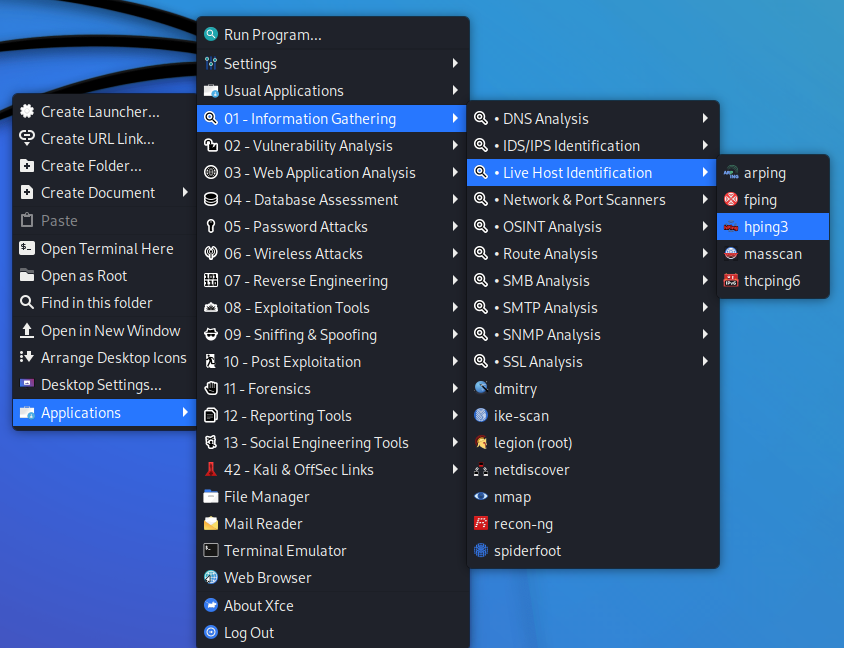 Create Launcher...
Create URL Link...
Create Folder...
Create Document
Paste
Open Terminal Here
Open as Root
Find in this folder
Open in New Window
Arrange Desktop Icons
Desktop Settings...
Applications
Run Program...
Settings
Usual Applications
01 - Information Gathering
02 - Vulnerability Analysis
03 - Web Application Analysis
04 - Database Assessment
05 - Password Attacks
06 - Wireless Attacks
07 - Reverse Engineering
08 - Exploitation Tools
09 - Sniffing & Spoofing
10 - Post Exploitation
11 - Forensics
12 - Reporting Tools
13 - Social Engineering Tools
42 - Kali & OffSec Links
File Manager
Mail Reader
Terminal Emulator
Web Browser
About Xfce
Log Out
• DNS Analysis
• IDS/IPS Identification
• Live Host Identification
• Network & Port Scanners
• OSINT Analysis
• Route Analysis
• SMB Analysis
• SMTP Analysis
• SNMP Analysis
• SSL Analysis
dmitry
ike-scan
legion (root)
netdiscover
nmap
recon-ng
spiderfoot
arping
fping
hping3
masscan
thcping6